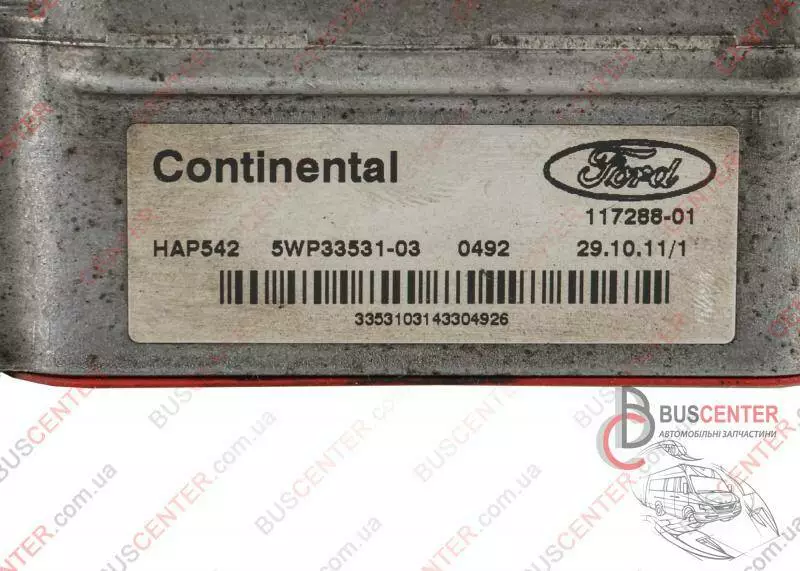 Continental
Ford
117288-01
HAP542 5WP33531-03 0492 29.10.11/1
3353103143304926
BUSCENTER
АВТОМОБІЛЬНІ ЗАПЧАСТИНИ
BUSCENTER.com.ua